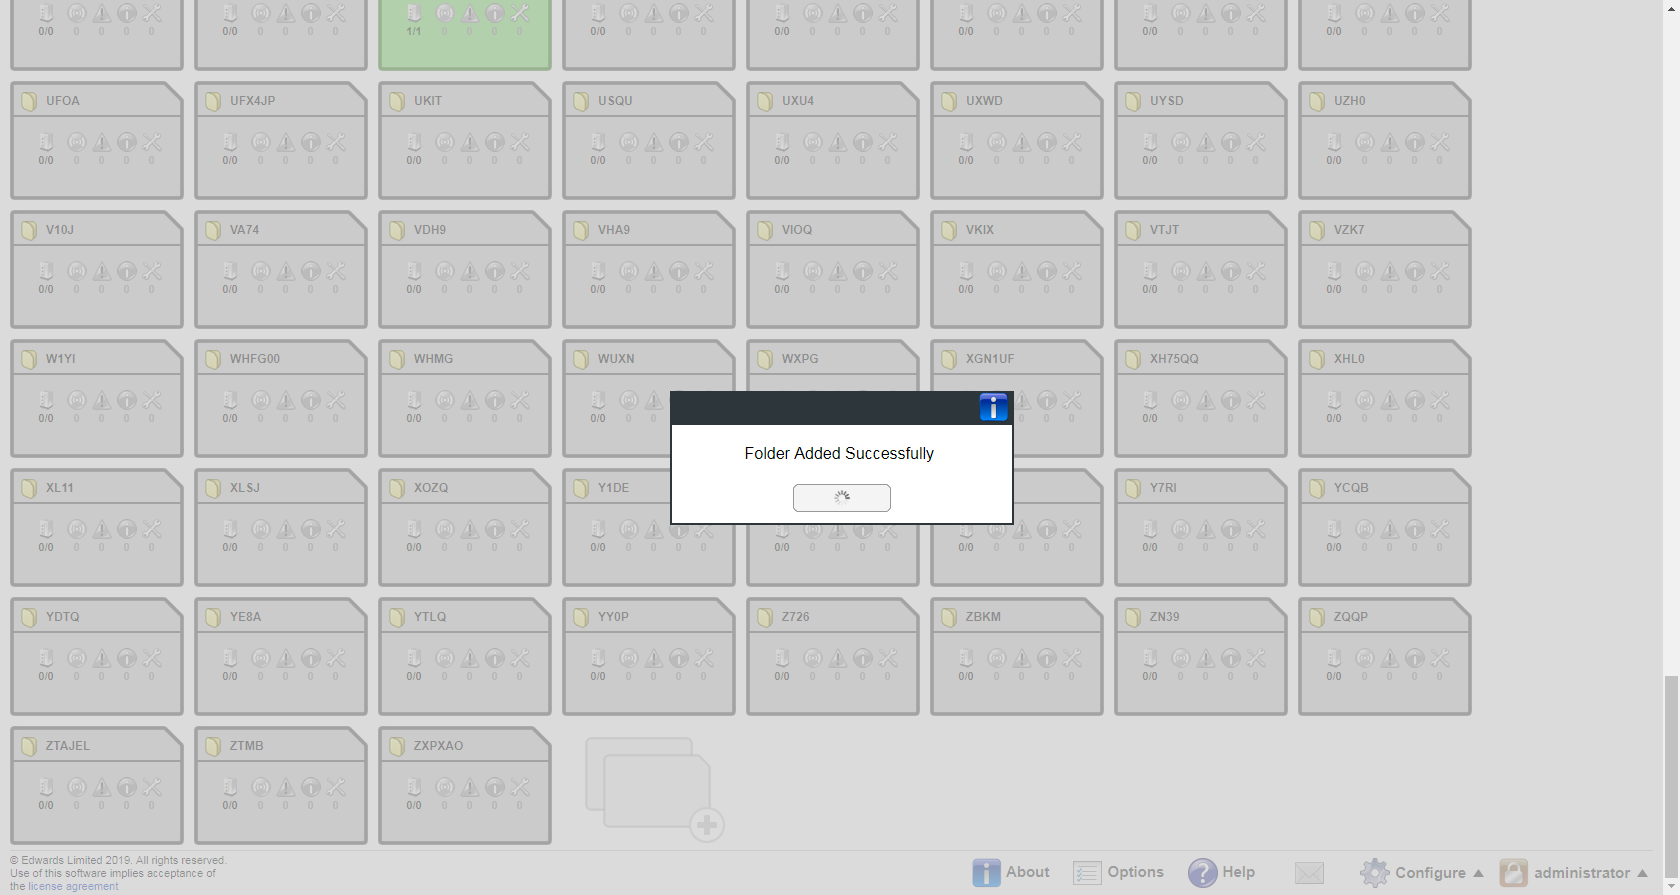 0/0 0 0 0 0 0/0 0 0 0 0 1/1 0 0 0 0 0/0 0 0 0 0 0/0 0 0 0 0 0/0 0 0 0 0 0/0 0 0 0 0 0/0 0 0 0 0
UFOA UFX4JP UKIT USQU UXU4 UXWD UYSD UZH0
0/0 0 0 0 0 0/0 0 0 0 0 0/0 0 0 0 0 0/0 0 0 0 0 0/0 0 0 0 0 0/0 0 0 0 0 0/0 0 0 0 0 0/0 0 0 0 0
V10J VA74 VDH9 VHA9 VIOQ VKIX VTJT VZK7
0/0 0 0 0 0 0/0 0 0 0 0 0/0 0 0 0 0 0/0 0 0 0 0 0/0 0 0 0 0 0/0 0 0 0 0 0/0 0 0 0 0 0/0 0 0 0 0
W1YI WHFG00 WHMG WUXN WXPG XGN1UF XH75QQ XHL0
0/0 0 0 0 0 0/0 0 0 0 0 0/0 0 0 0 0 0/0 0 0 0/0 0 0 0 0 0/0 0 0 0 0
Folder Added Successfully
XL11 XLSJ XOZQ Y1DE Y7RI YCQB
0/0 0 0 0 0 0/0 0 0 0 0 0/0 0 0 0 0 0/0 0 0 0 0 0/0 0 0 0 0 0/0 0 0 0 0 0/0 0 0 0 0 0/0 0 0 0 0
YDTQ YE8A YTLQ YY0P Z726 ZBKM ZN39 ZQQP
0/0 0 0 0 0 0/0 0 0 0 0 0/0 0 0 0 0 0/0 0 0 0 0 0/0 0 0 0 0 0/0 0 0 0 0 0/0 0 0 0 0 0/0 0 0 0 0
ZTAJEL ZTMB ZXPXAO
0/0 0 0 0 0 0/0 0 0 0 0 0/0 0 0 0 0
© Edwards Limited 2019. All rights reserved.
Use of this software implies acceptance of
the license agreement
About Options Help Configure administrator